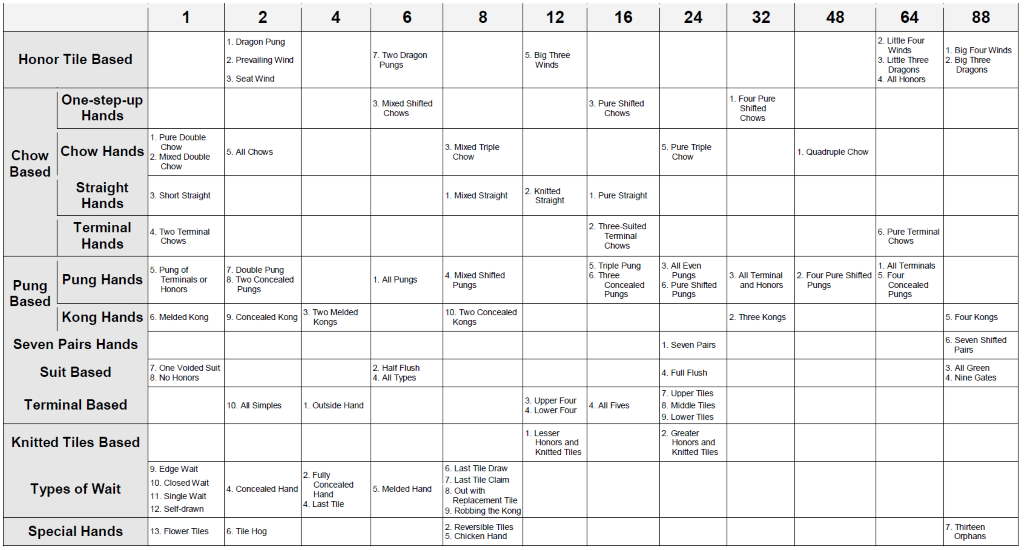 1 2 4 6 8 12 16 24 32 48 64 88
Honor Tile Based
1. Dragon Pung
2. Prevailing Wind
3. Seat Wind
7. Two Dragon
Pungs
5. Big Three
Winds
2. Little Four
Winds
3. Little Three
Dragons
4. All Honors
1. Big Four Winds
2. Big Three
Dragons
Chow
Based
One-step-up
Hands
3. Mixed Shifted
Chows
3. Pure Shifted
Chows
1. Four Pure
Shifted
Chows
Chow Hands
1. Pure Double
Chow
2. Mixed Double
Chow
5. All Chows
3. Mixed Triple
Chow
5. Pure Triple
Chow
1. Quadruple Chow
Straight
Hands
3. Short Straight
1. Mixed Straight
2. Knitted
Straight
1. Pure Straight
Terminal
Hands
4. Two Terminal
Chows
2. Three-Suited
Terminal
Chows
6. Pure Terminal
Chows
Pung
Based
Pung Hands
5. Pung of
Terminals or
Honors
7. Double Pung
8. Two Concealed
Pungs
1. All Pungs
4. Mixed Shifted
Pungs
5. Triple Pung
6. Three
Concealed
Pungs
3. All Even
Pungs
6. Pure Shifted
Pungs
3. All Terminal
and Honors
2. Four Pure Shifted
Pungs
1. All Terminals
5. Four
Concealed
Pungs
Kong Hands
6. Melded Kong
9. Concealed Kong
3. Two Melded
Kongs
10. Two Concealed
Kongs
2. Three Kongs
5. Four Kongs
Seven Pairs Hands
1. Seven Pairs
6. Seven Shifted
Pairs
Suit Based
7. One Voided Suit
8. No Honors
2. Half Flush
4. All Types
4. Full Flush
3. All Green
4. Nine Gates
Terminal Based
10. All Simples
1. Outside Hand
3. Upper Four
4. Lower Four
4. All Fives
7. Upper Tiles
8. Middle Tiles
9. Lower Tiles
Knitted Tiles Based
1. Lesser
Honors and
Knitted Tiles
2. Greater
Honors and
Knitted Tiles
Types of Wait
9. Edge Wait
10. Closed Wait
11. Single Wait
12. Self-drawn
4. Concealed Hand
2. Fully
Concealed
Hand
4. Last Tile
5. Melded Hand
6. Last Tile Draw
7. Last Tile Claim
8. Out with
Replacement Tile
9. Robbing the Kong
Special Hands
13. Flower Tiles
6. Tile Hog
2. Reversible Tiles
5. Chicken Hand
7. Thirteen
Orphans